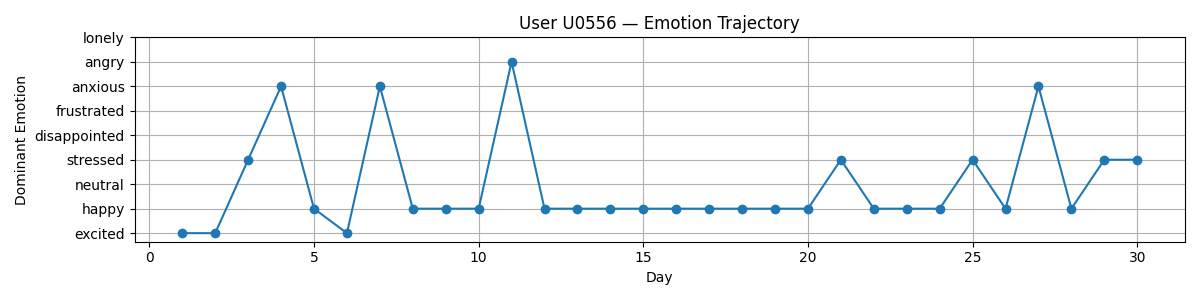 User U0556 — Emotion Trajectory
Dominant Emotion
lonely
angry
anxious
frustrated
disappointed
stressed
neutral
happy
excited
0 5 10 15 20 25 30
Day